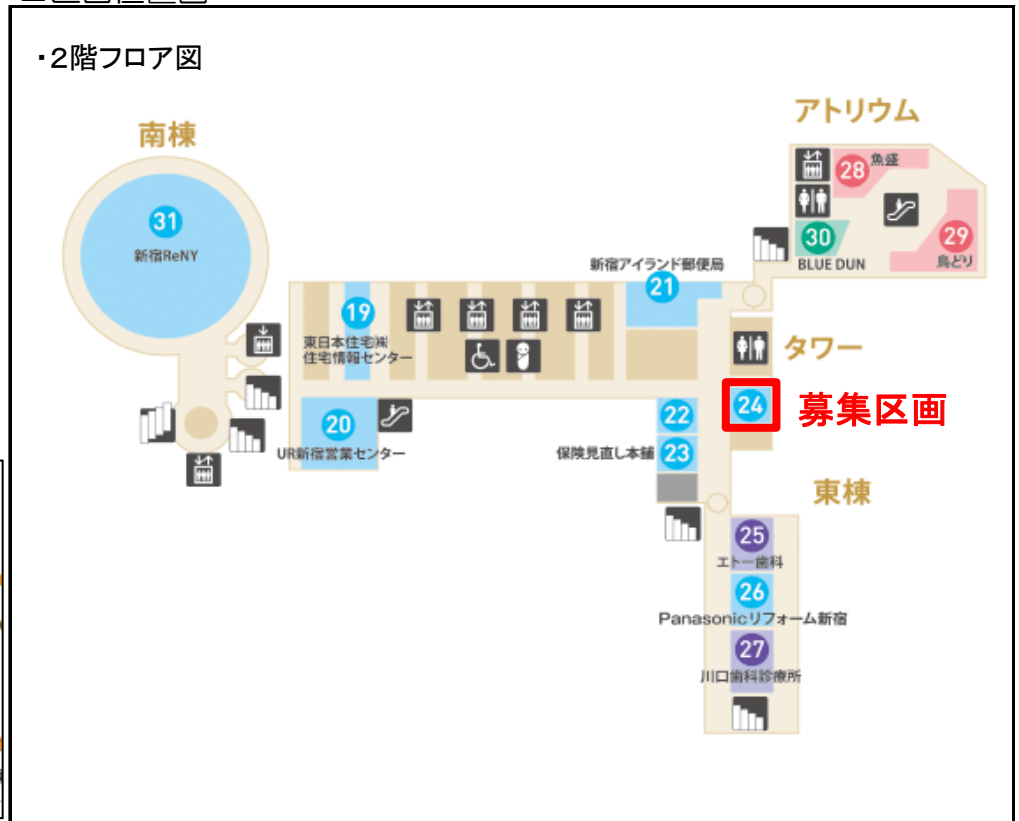 ・2階フロア図
アトリウム
南棟
28
魚盛
31
新宿ReNY
30
29
BLUE DUN
鳥どり
新宿アイランド郵便局
21
19
東日本住宅㈱
住宅情報センター
タワー
24
募集区画
22
20
UR新宿営業センター
保険見直し本舗
23
東棟
25
エトー歯科
26
Panasonicリフォーム新宿
27
川口歯科診療所